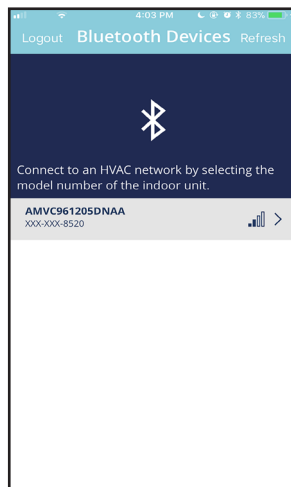 4:03 PM 83%
Logout Bluetooth Devices Refresh
Connect to an HVAC network by selecting the
model number of the indoor unit.
AMVC961205DNAA
XXX-XXX-8520